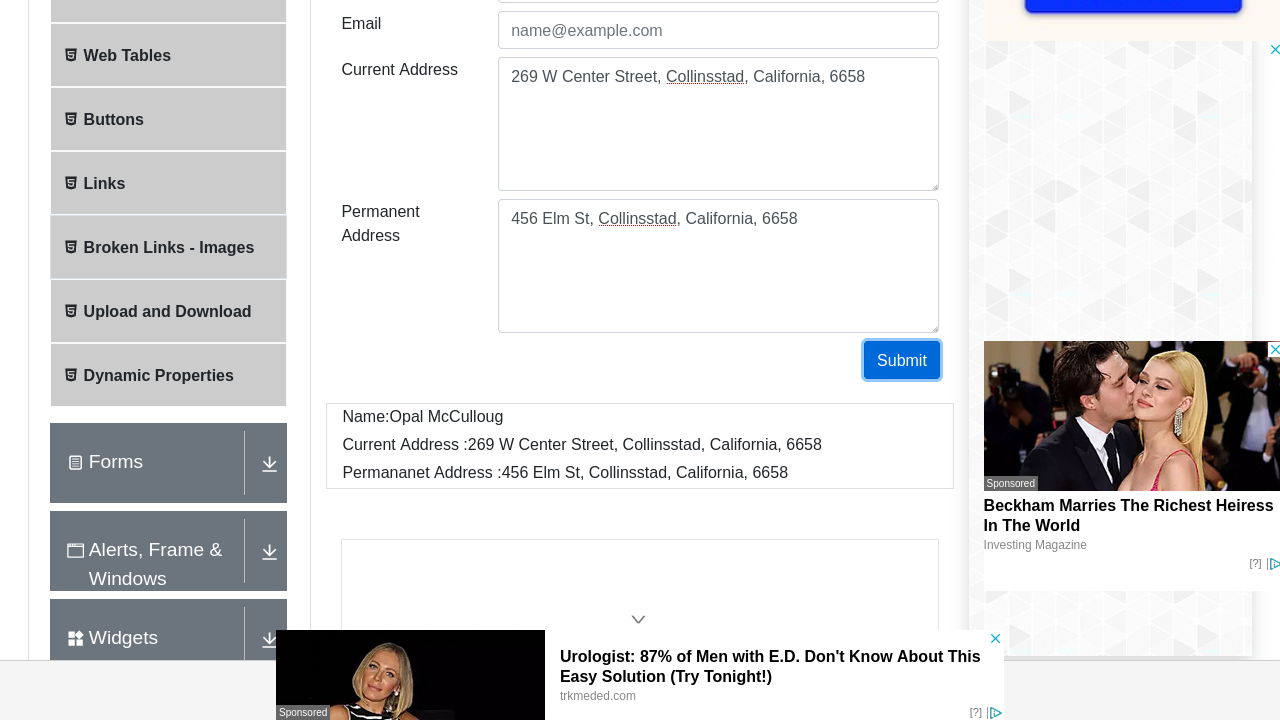 Web Tables
Buttons
Links
Broken Links - Images
Upload and Download
Dynamic Properties
Forms
Alerts, Frame &
Windows
Widgets
Email
name@example.com
Current Address
269 W Center Street, Collinsstad, California, 6658
Permanent
Address
456 Elm St, Collinsstad, California, 6658
Submit
Name:Opal McCulloug
Current Address :269 W Center Street, Collinsstad, California, 6658
Permananet Address :456 Elm St, Collinsstad, California, 6658
Sponsored
Beckham Marries The Richest Heiress
In The World
Investing Magazine
[?]
Sponsored
Urologist: 87% of Men with E.D. Don't Know About This
Easy Solution (Try Tonight!)
trkmeded.com
[?]